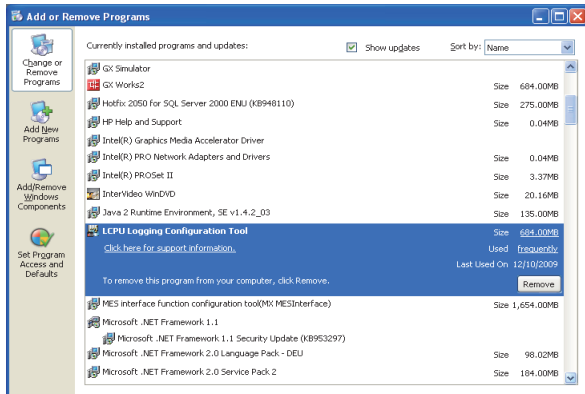 Add or Remove Programs
Change or
Remove
Programs
Add New
Programs
Add/Remove
Windows
Components
Set Program
Access and
Defaults
Currently installed programs and updates:
Show updates
Sort by: Name
GX Simulator
GX Works2 Size 684.00MB
Hotfix 2050 for SQL Server 2000 ENU (KB948110) Size 275.00MB
HP Help and Support Size 0.04MB
Intel(R) Graphics Media Accelerator Driver
Intel(R) PRO Network Adapters and Drivers Size 0.04MB
Intel(R) PROSet II Size 3.37MB
InterVideo WinDVD Size 20.16MB
Java 2 Runtime Environment, SE v1.4.2_03 Size 135.00MB
LCPU Logging Configuration Tool Size 684.00MB
Click here for support information. Used frequently
Last Used On 12/10/2009
To remove this program from your computer, click Remove. Remove
MES interface function configuration tool(MX MESInterface) Size 1,654.00MB
Microsoft .NET Framework 1.1
Microsoft .NET Framework 1.1 Security Update (KB953297)
Microsoft .NET Framework 2.0 Language Pack - DEU Size 98.02MB
Microsoft .NET Framework 2.0 Service Pack 2 Size 184.00MB